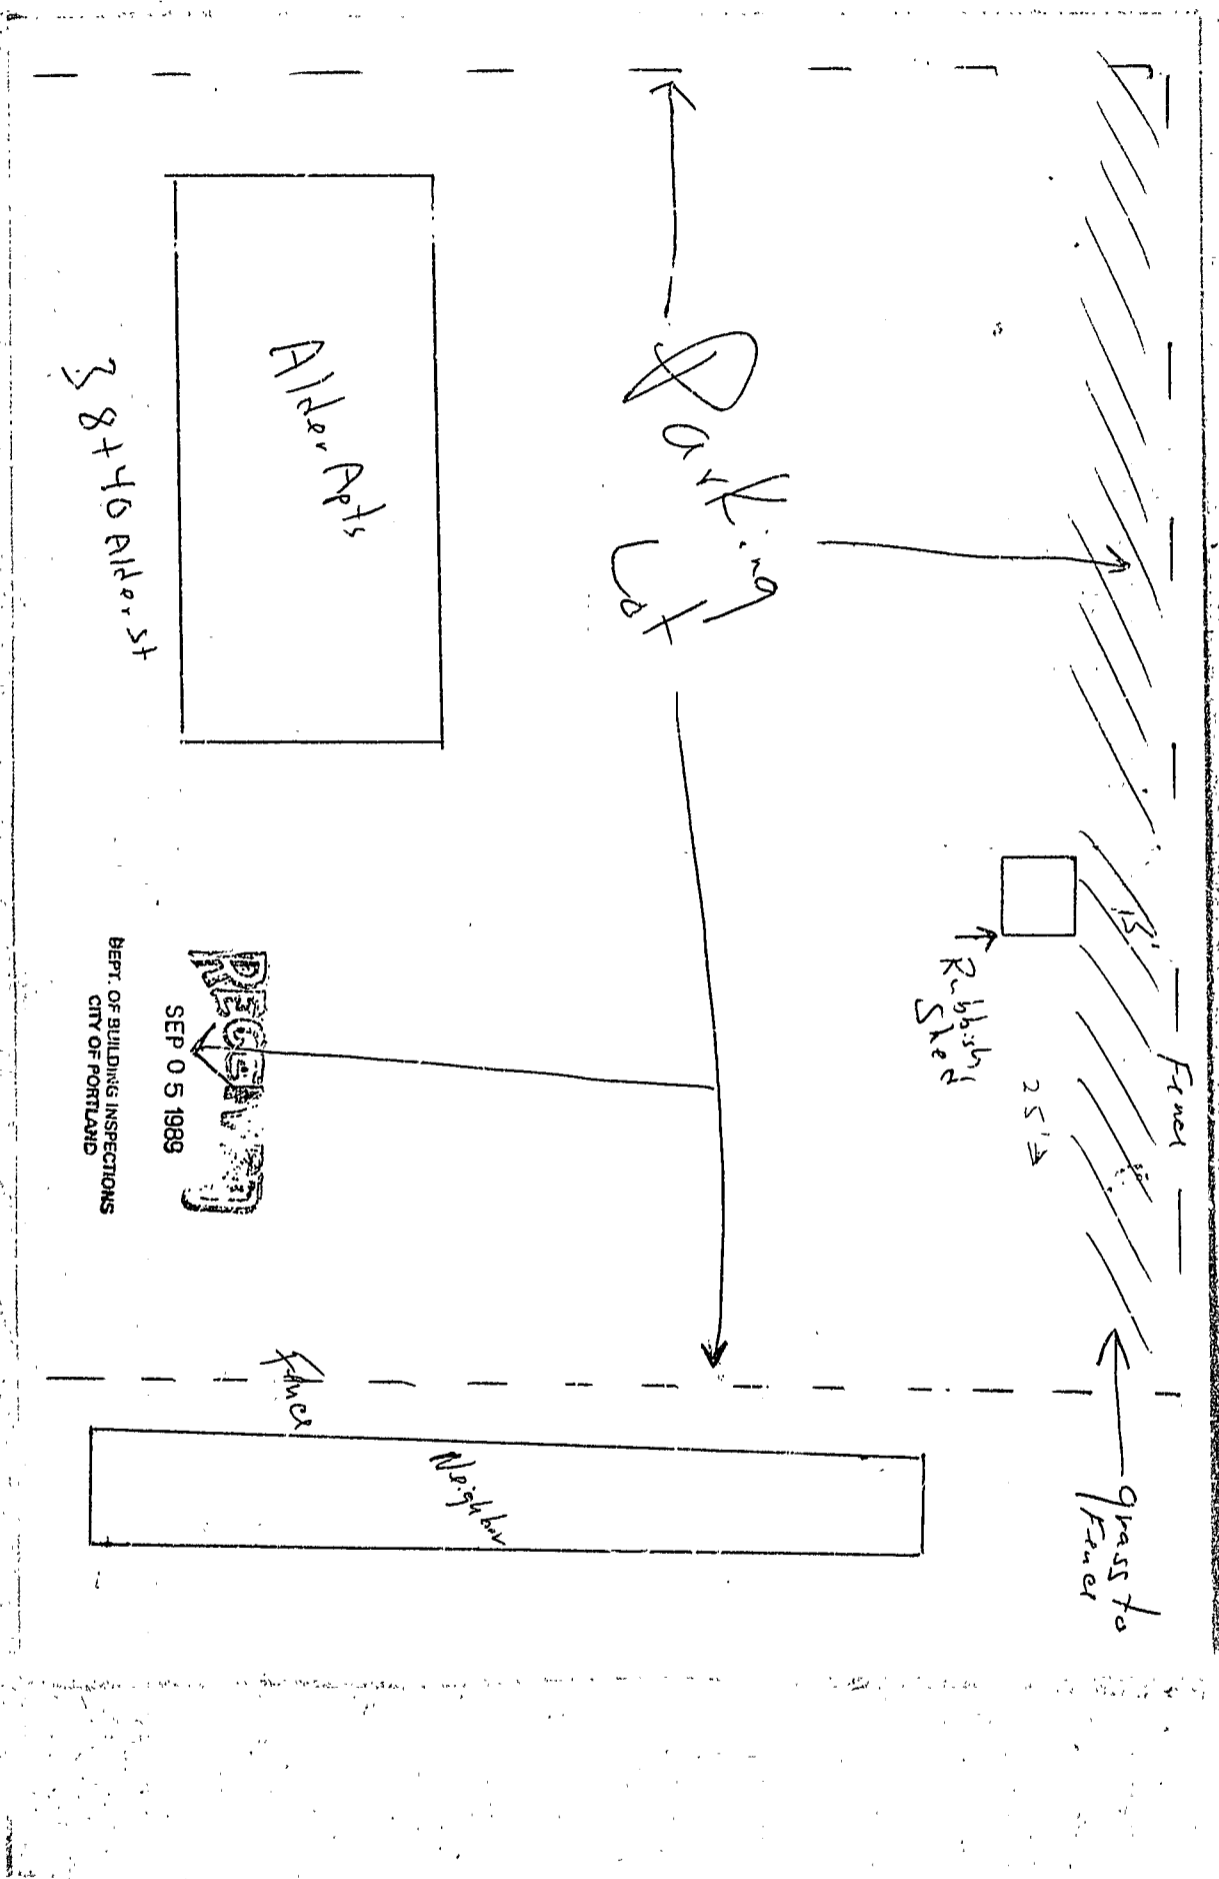 Fence
15'
grass to
Fence
25'→
Rubbish
Shed
Parking
Lot
Neighbor
Alder Apts
Fence
RECEIVED
SEP 05 1989
38+40 Alder St
DEPT. OF BUILDING INSPECTIONS
CITY OF PORTLAND